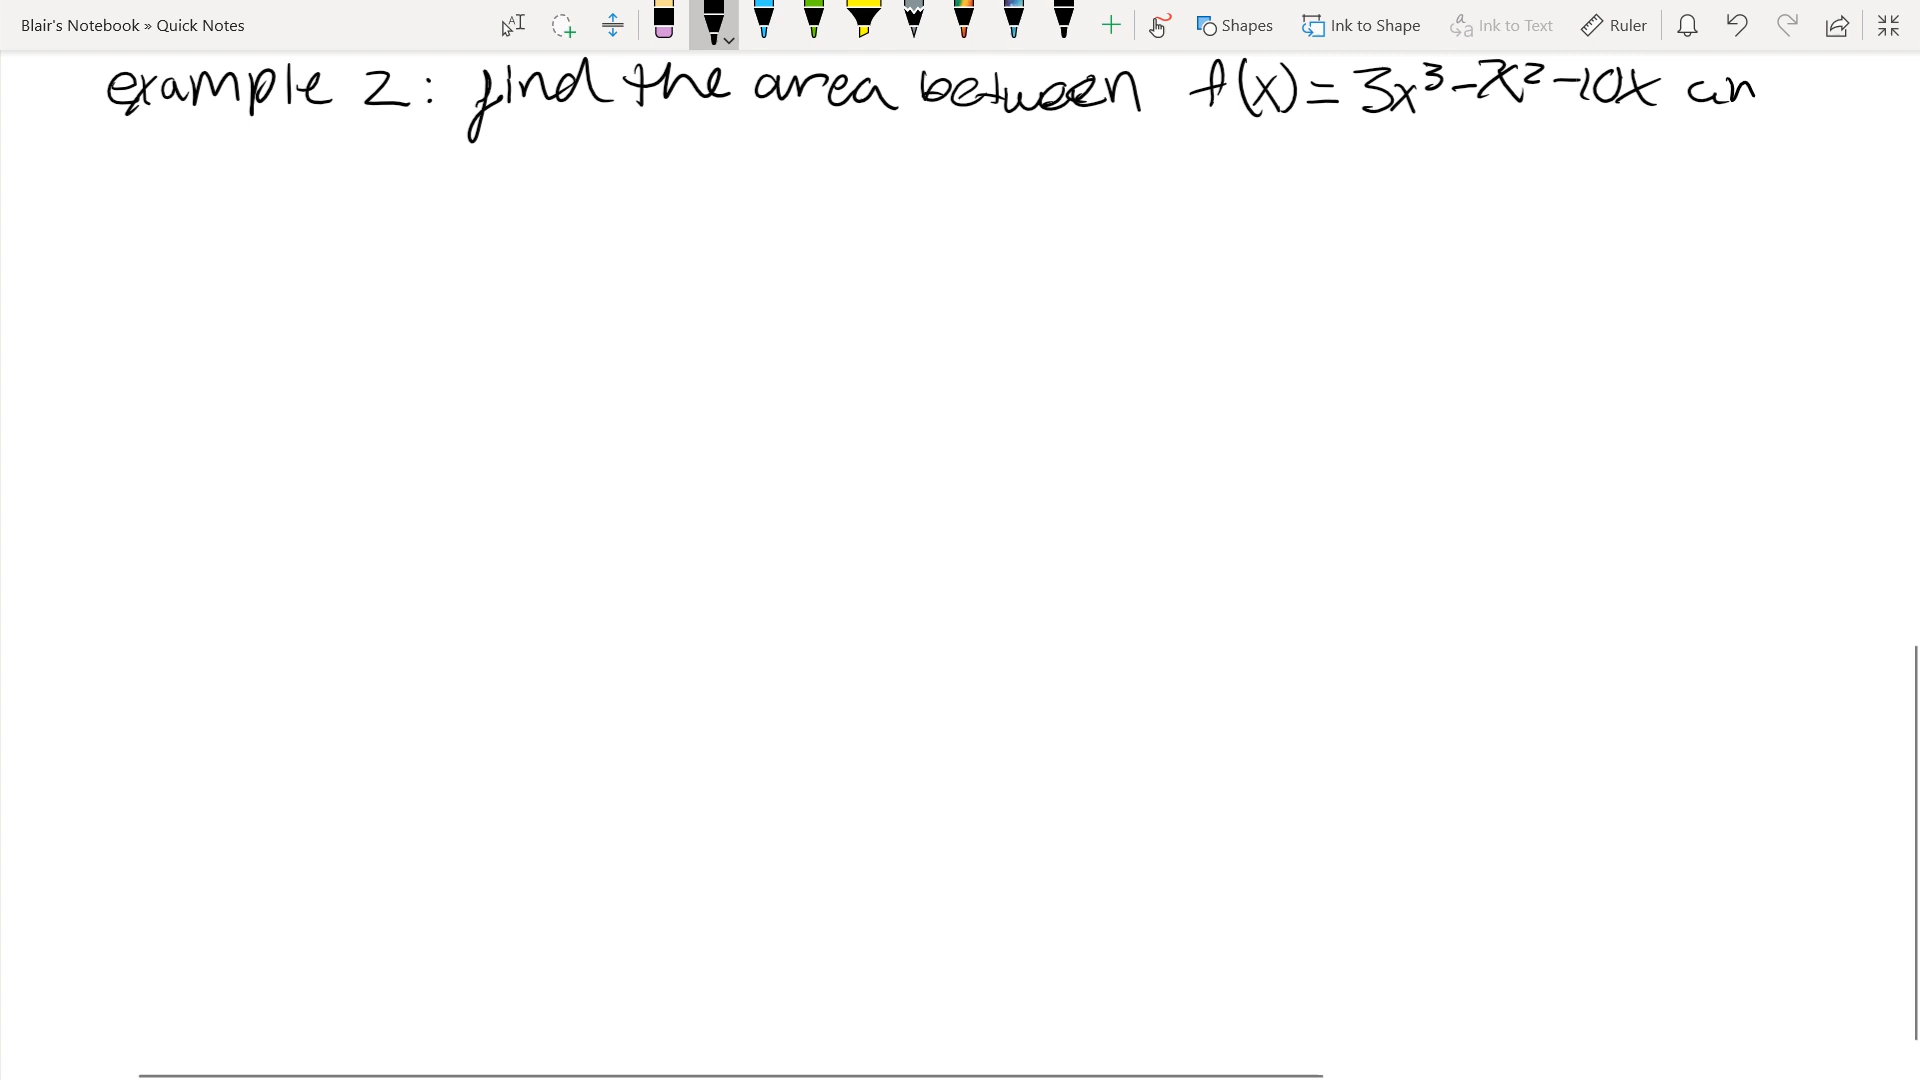 Blair's Notebook » Quick Notes
Shapes
Ink to Shape
Ink to Text
Ruler
example 2: find the area between f(x) = 3x³ - x² - 10x an